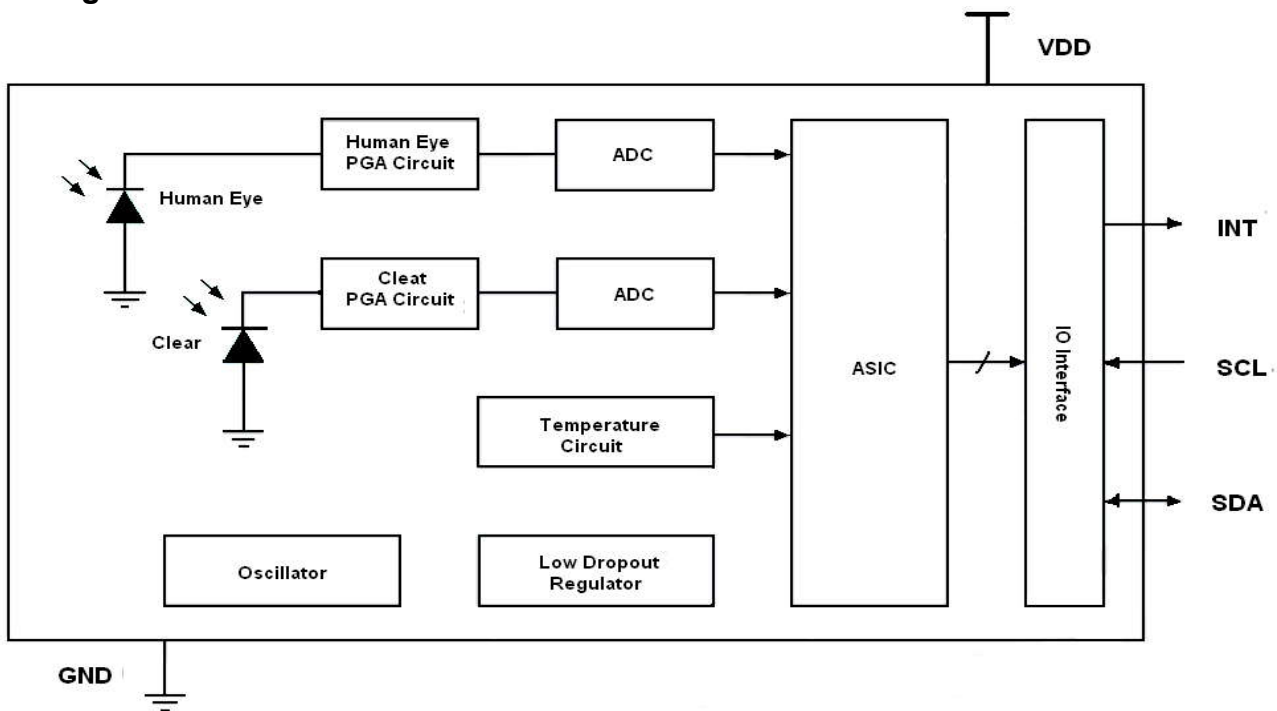 VDD
Human Eye
PGA Circuit
ADC
Human Eye
INT
Cleat
PGA Circuit
ADC
Clear
ASIC
IO Interface
SCL
Temperature
Circuit
SDA
Oscillator
Low Dropout
Regulator
GND